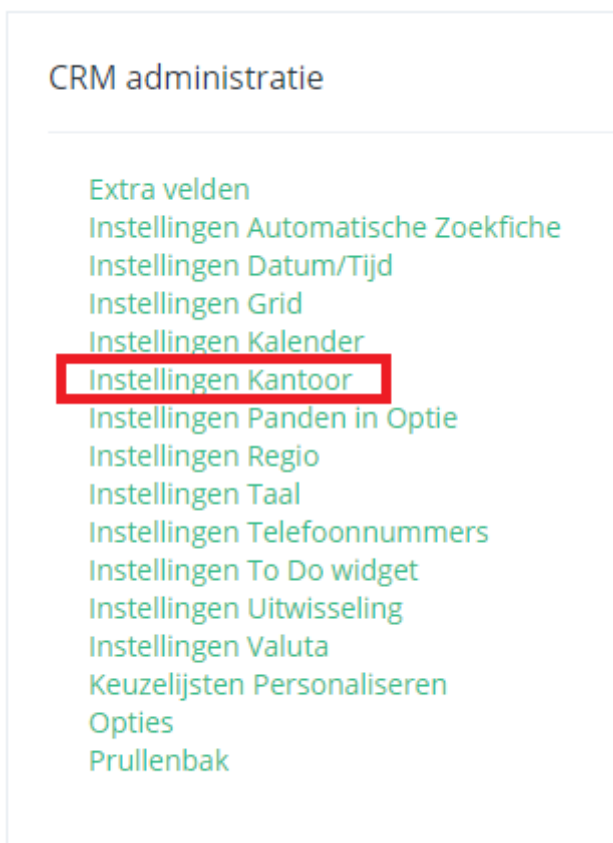 CRM administratie
Extra velden
Instellingen Automatische Zoekfiche
Instellingen Datum/Tijd
Instellingen Grid
Instellingen Kalender
Instellingen Kantoor
Instellingen Panden in Optie
Instellingen Regio
Instellingen Taal
Instellingen Telefoonnummers
Instellingen To Do widget
Instellingen Uitwisseling
Instellingen Valuta
Keuzelijsten Personaliseren
Opties
Prullenbak